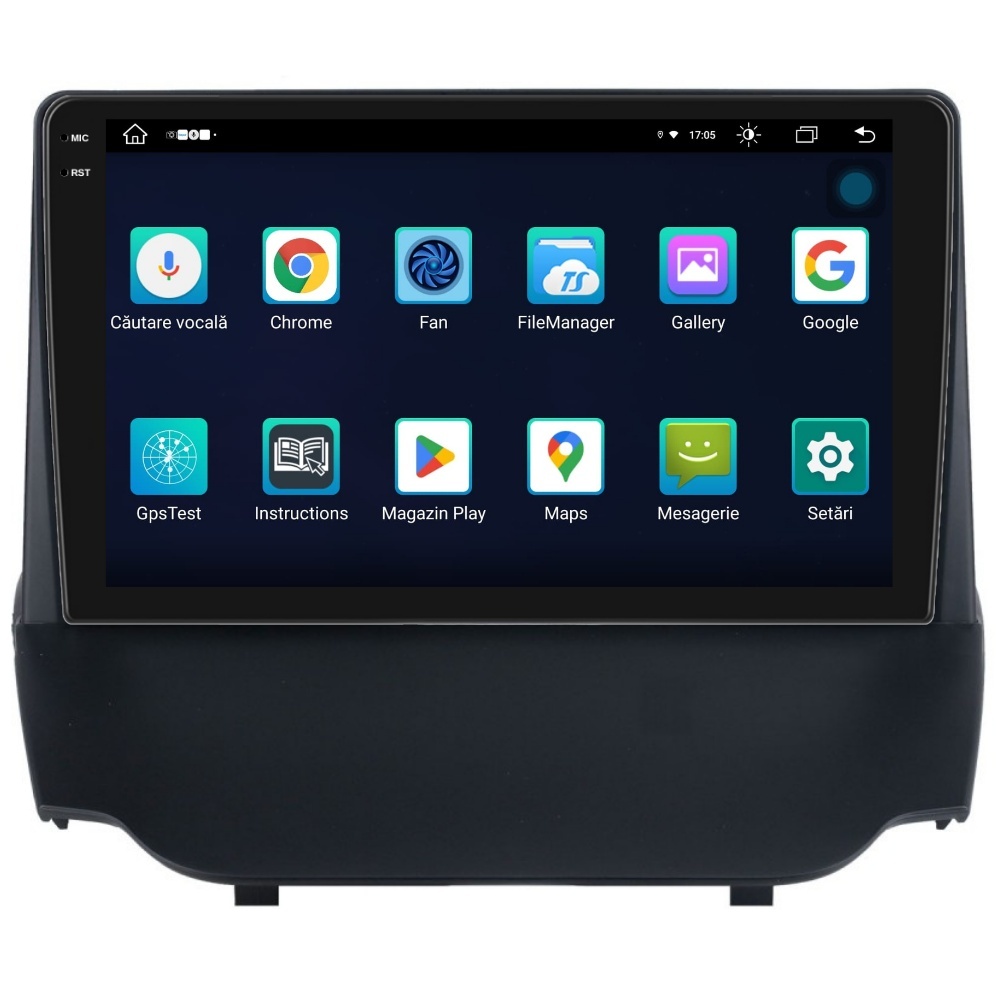 MIC
17:05
RST
Căutare vocală
Chrome
Fan
FileManager
Gallery
Google
TS
GpsTest
Instructions
Magazin Play
Maps
Mesagerie
Setări